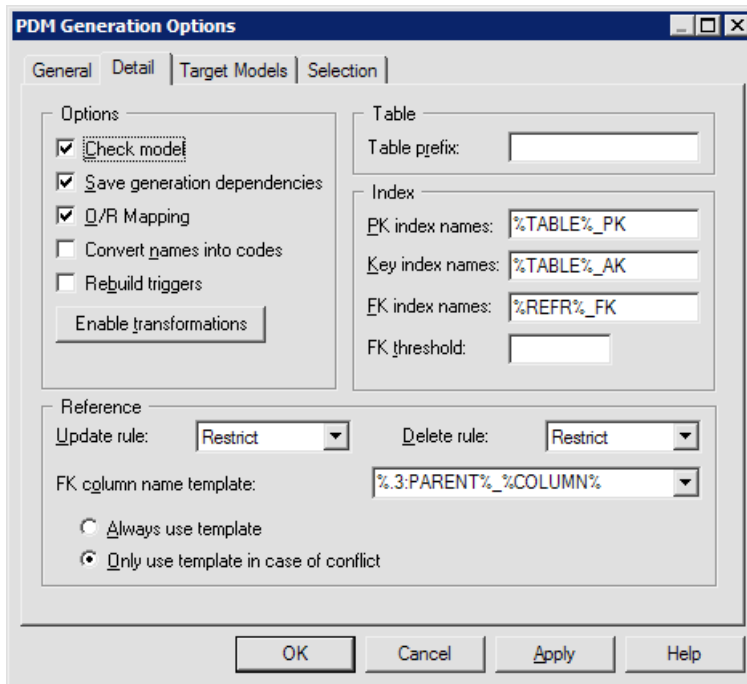 PDM Generation Options
General Detail Target Models Selection
Options
Check model
Save generation dependencies
O/R Mapping
Convert names into codes
Rebuild triggers
Enable transformations
Table
Table prefix:
Index
PK index names: %TABLE%_PK
Key index names: %TABLE%_AK
FK index names: %REFR%_FK
FK threshold:
Reference
Update rule: Restrict Delete rule: Restrict
FK column name template: %.3:PARENT%_%COLUMN%
Always use template
Only use template in case of conflict
OK Cancel Apply Help